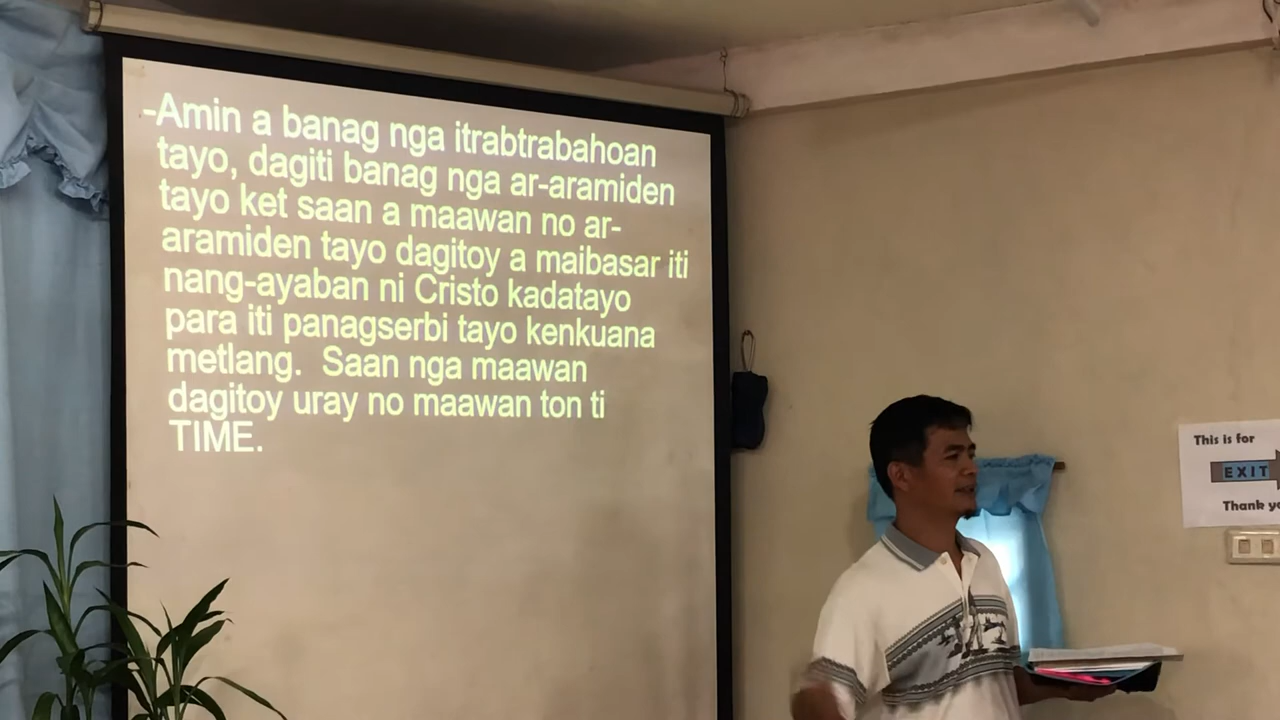 -Amin a banag nga itrabtrabahoan
tayo, dagiti banag nga ar-aramiden
tayo ket saan a maawan no ar-
aramiden tayo dagitoy a maibasar iti
nang-ayaban ni Cristo kadatayo
para iti panagserbi tayo kenkuana
metlang.  Saan nga maawan
dagitoy uray no maawan ton ti
TIME.
This is for
EXIT
Thank